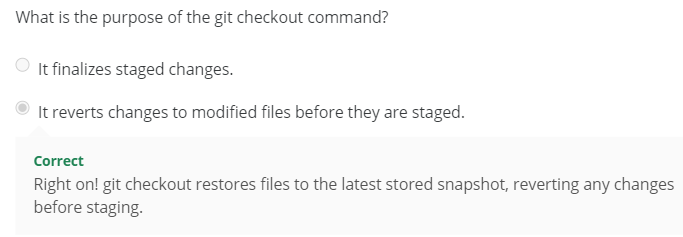 What is the purpose of the git checkout command?
It finalizes staged changes.
It reverts changes to modified files before they are staged.
Correct
Right on! git checkout restores files to the latest stored snapshot, reverting any changes
before staging.